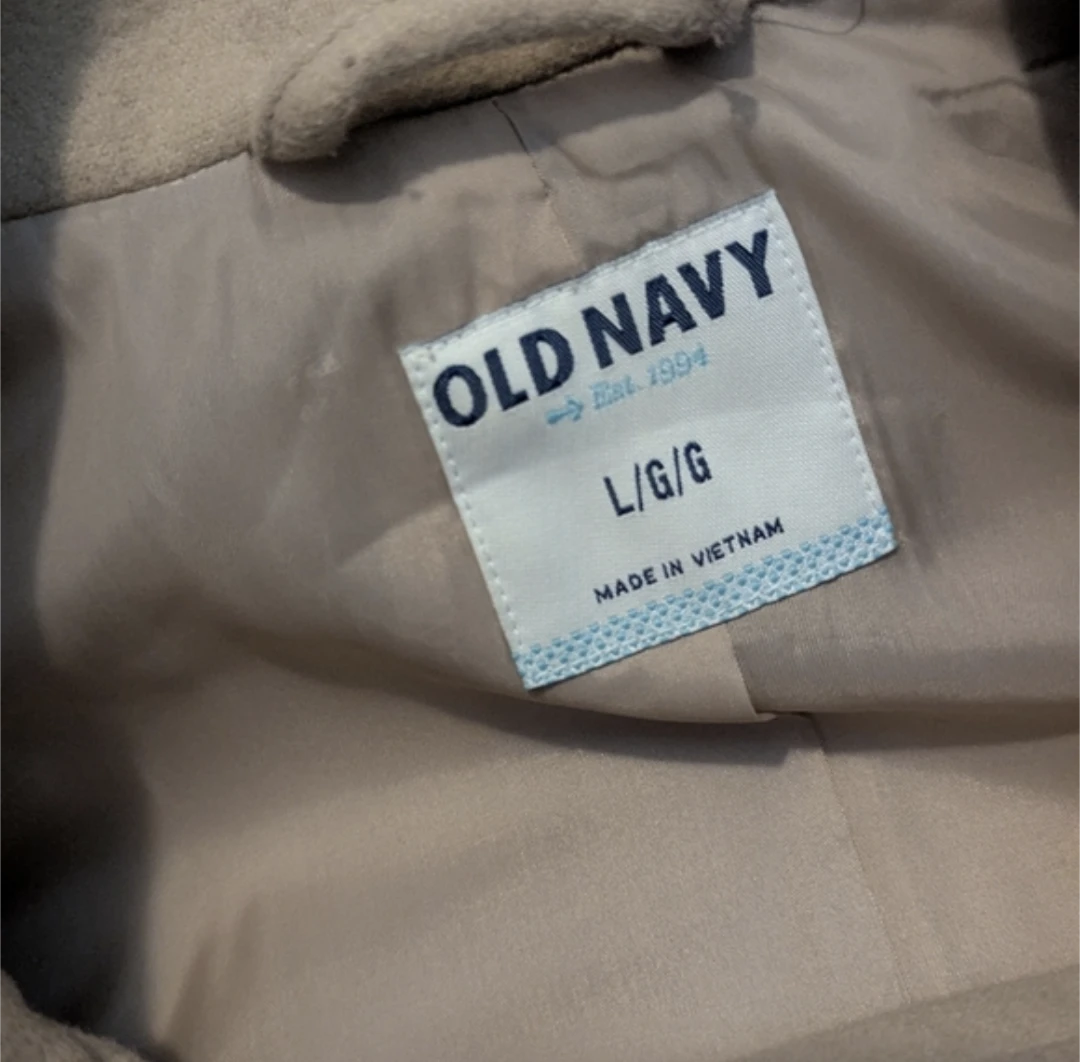 OLD NAVY
Est. 1994
L/G/G
MADE IN VIETNAM